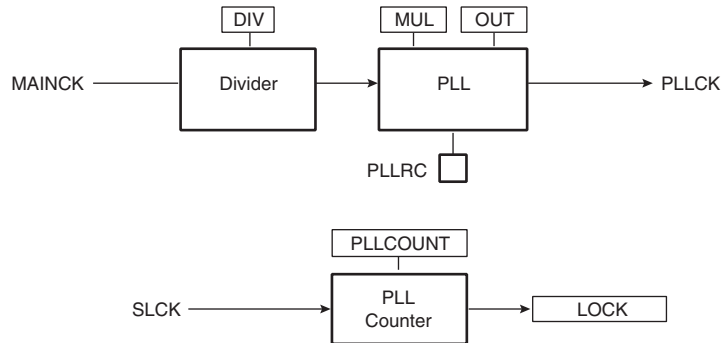 DIV
MUL
OUT
MAINCK
Divider
PLL
PLLCK
PLLRC
PLLCOUNT
SLCK
PLL
Counter
LOCK